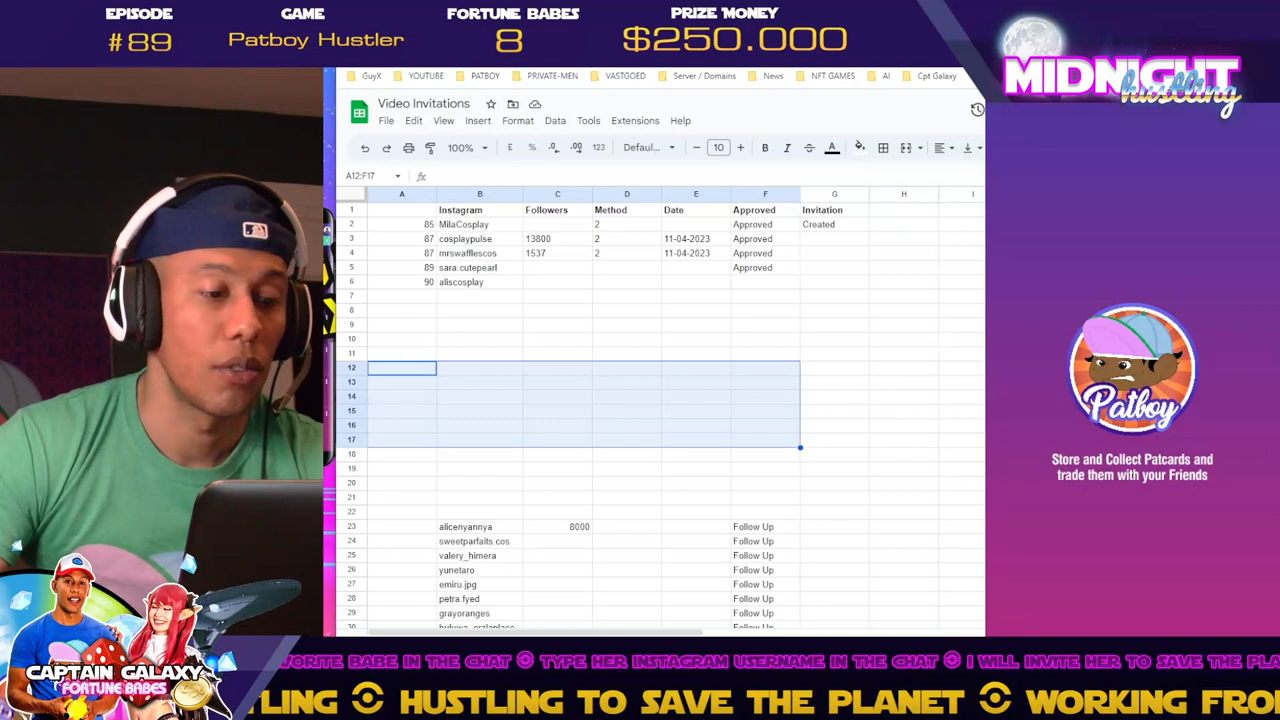 EPISODE
#89
GAME
Patboy Hustler
FORTUNE BABES
8
PRIZE MONEY
$250.000
MIDNIGHT
hustling
GuyX YOUTUBE PATBOY PRIVATE-MEN VASTGOED Server / Domains News NFT GAMES AI Cpt Galaxy
Video Invitations
File Edit View Insert Format Data Tools Extensions Help
100% £ % .0 .00 123 Defaul... 10 B I A
A12:F17 fx
A B C D E F G H I
1 Instagram Followers Method Date Approved Invitation
2 85 MilaCosplay 2 Approved Created
3 87 cosplaypulse 13800 2 11-04-2023 Approved
4 87 mrswafflescos 1537 2 11-04-2023 Approved
5 89 sara.cutepearl Approved
6 90 aliscosplay
7
8
9
10
11
12
13
14
15
16
17
18
19
20
21
22
23 alicenyannya 8000 Follow Up
24 sweetparfaits.cos Follow Up
25 valery_himera Follow Up
26 yunetaro Follow Up
27 emiru.jpg Follow Up
28 petra.fyed Follow Up
29 grayoranges Follow Up
30 Follow Up
Patboy
Store and Collect Patcards and
trade them with your Friends
CAPTAIN GALAXY
FORTUNE BABES
AVORITE BABE IN THE CHAT TYPE HER INSTAGRAM USERNAME IN THE CHAT I WILL INVITE HER TO SAVE THE PLA
TLING HUSTLING TO SAVE THE PLANET WORKING FRO